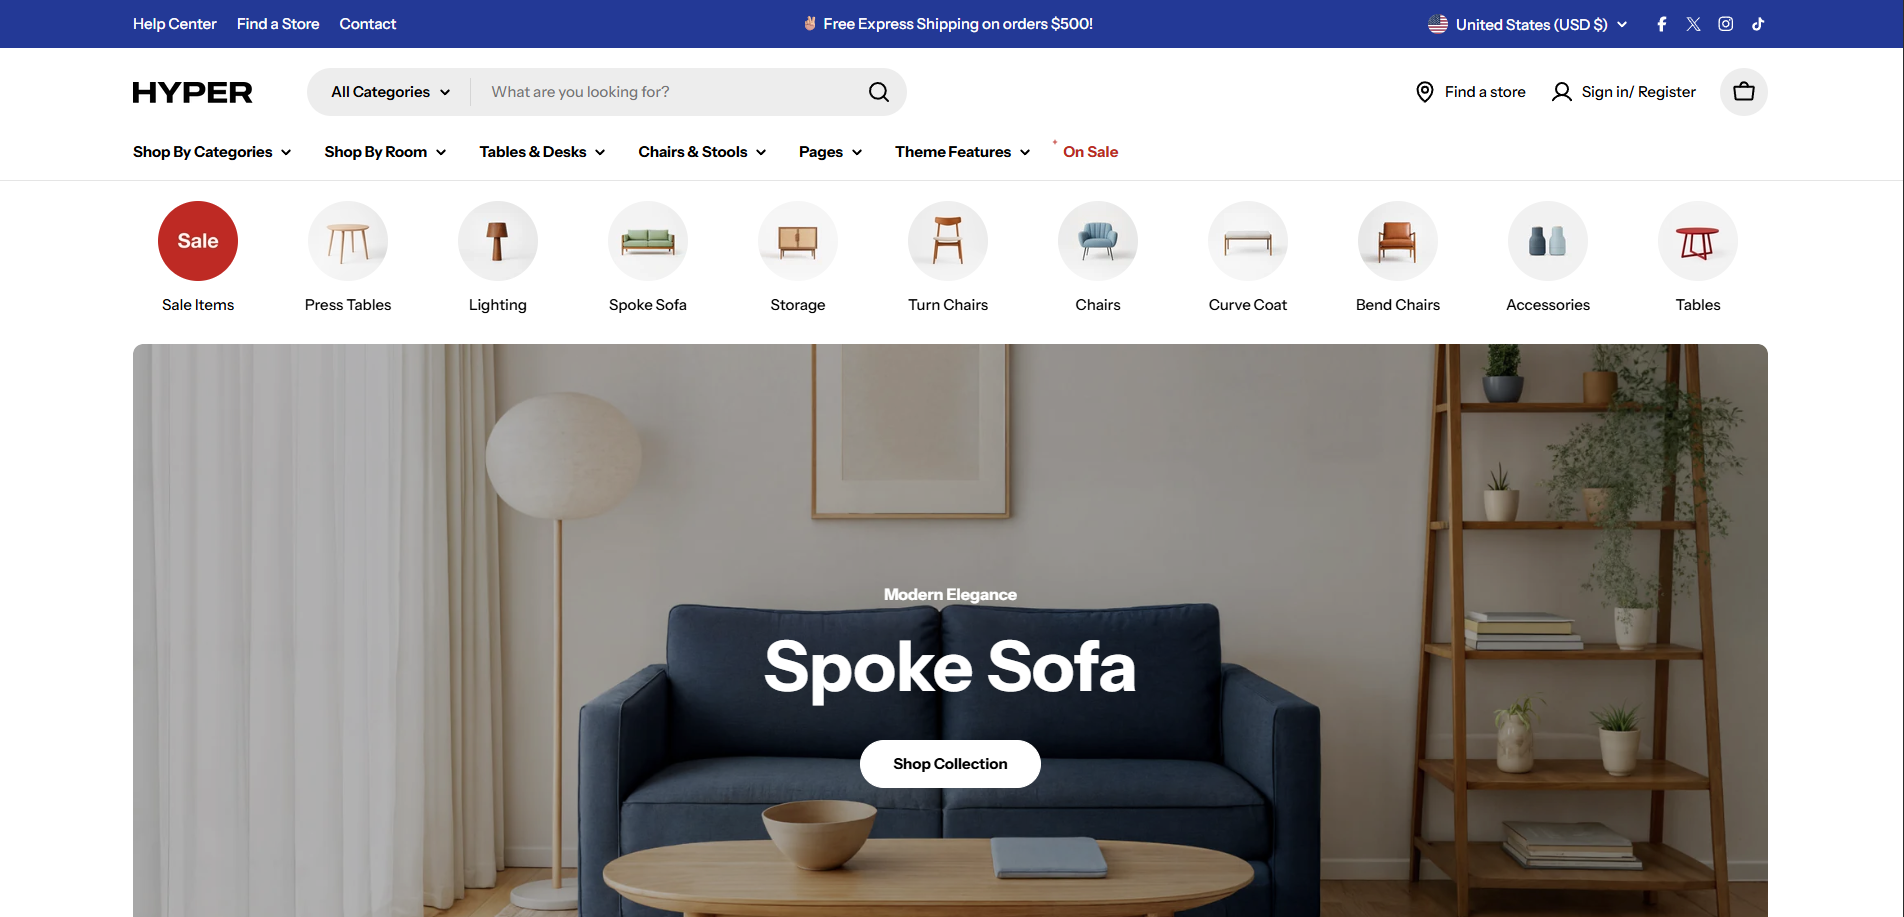 Help Center Find a Store Contact
✌🏼 Free Express Shipping on orders $500!
United States (USD $)
HYPER
All Categories
What are you looking for?
Find a store
Sign in/ Register
Shop By Categories Shop By Room Tables & Desks Chairs & Stools Pages Theme Features On Sale
Sale
Sale Items Press Tables Lighting Spoke Sofa Storage Turn Chairs Chairs Curve Coat Bend Chairs Accessories Tables
Modern Elegance
Spoke Sofa
Shop Collection